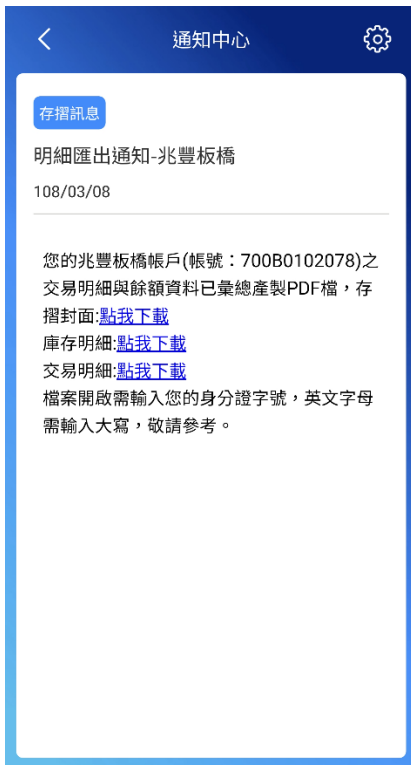 通知中心
存摺訊息
明細匯出通知-兆豐板橋
108/03/08
您的兆豐板橋帳戶(帳號：700B0102078)之
交易明細與餘額資料已彙總產製PDF檔，存
摺封面:點我下載
庫存明細:點我下載
交易明細:點我下載
檔案開啟需輸入您的身分證字號，英文字母
需輸入大寫，敬請參考。